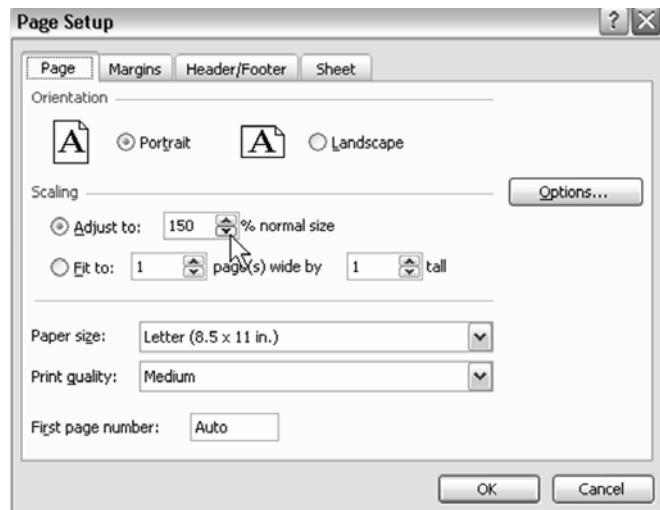 Page Setup
Page Margins Header/Footer Sheet
Orientation
A Portrait A Landscape
Scaling
Options...
Adjust to: 150 % normal size
Fit to: 1 page(s) wide by 1 tall
Paper size: Letter (8.5 x 11 in.)
Print quality: Medium
First page number: Auto
OK Cancel